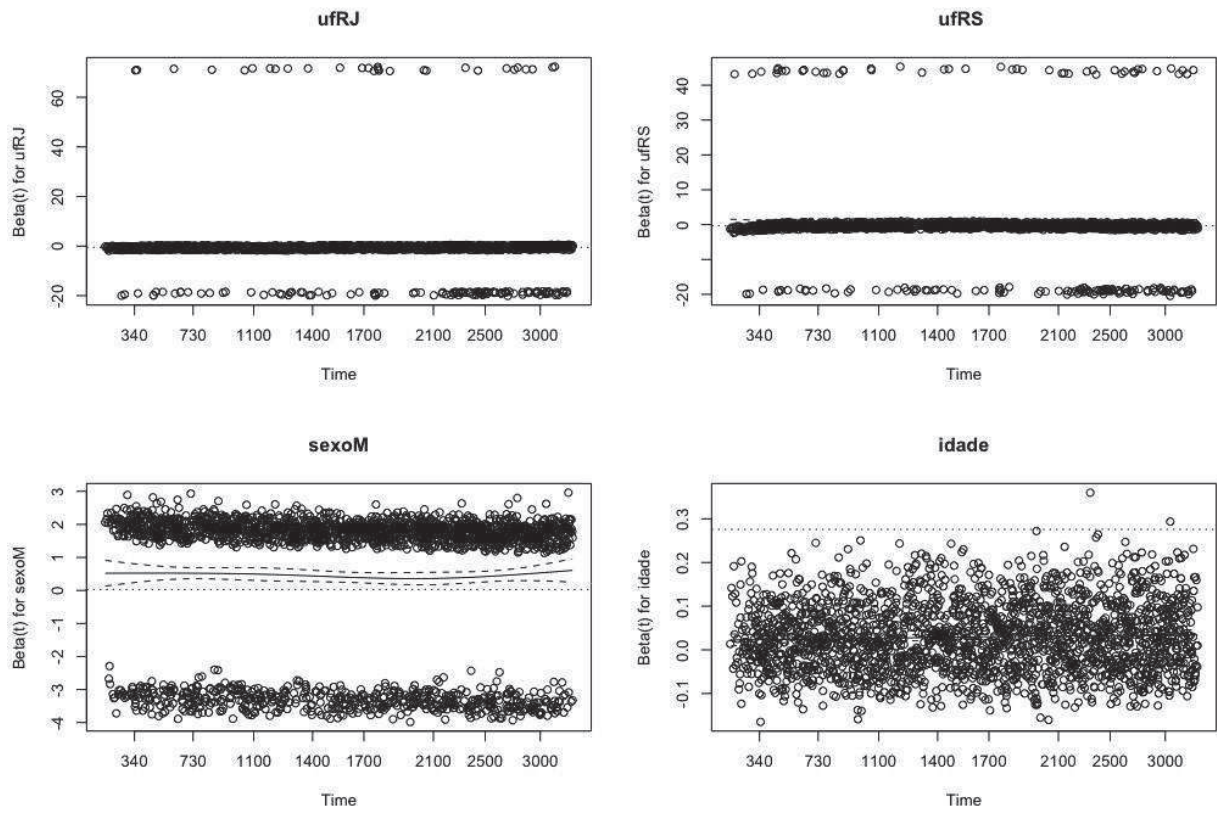 ufRJ
Beta(t) for ufRJ
60
40
20
0
-20
340 730 1100 1400 1700 2100 2500 3000
Time
ufRS
Beta(t) for ufRS
40
30
20
10
0
-20
340 730 1100 1400 1700 2100 2500 3000
Time
sexoM
Beta(t) for sexoM
3
2
1
0
-1
-2
-3
-4
340 730 1100 1400 1700 2100 2500 3000
Time
idade
Beta(t) for idade
0.3
0.2
0.1
0.0
-0.1
340 730 1100 1400 1700 2100 2500 3000
Time